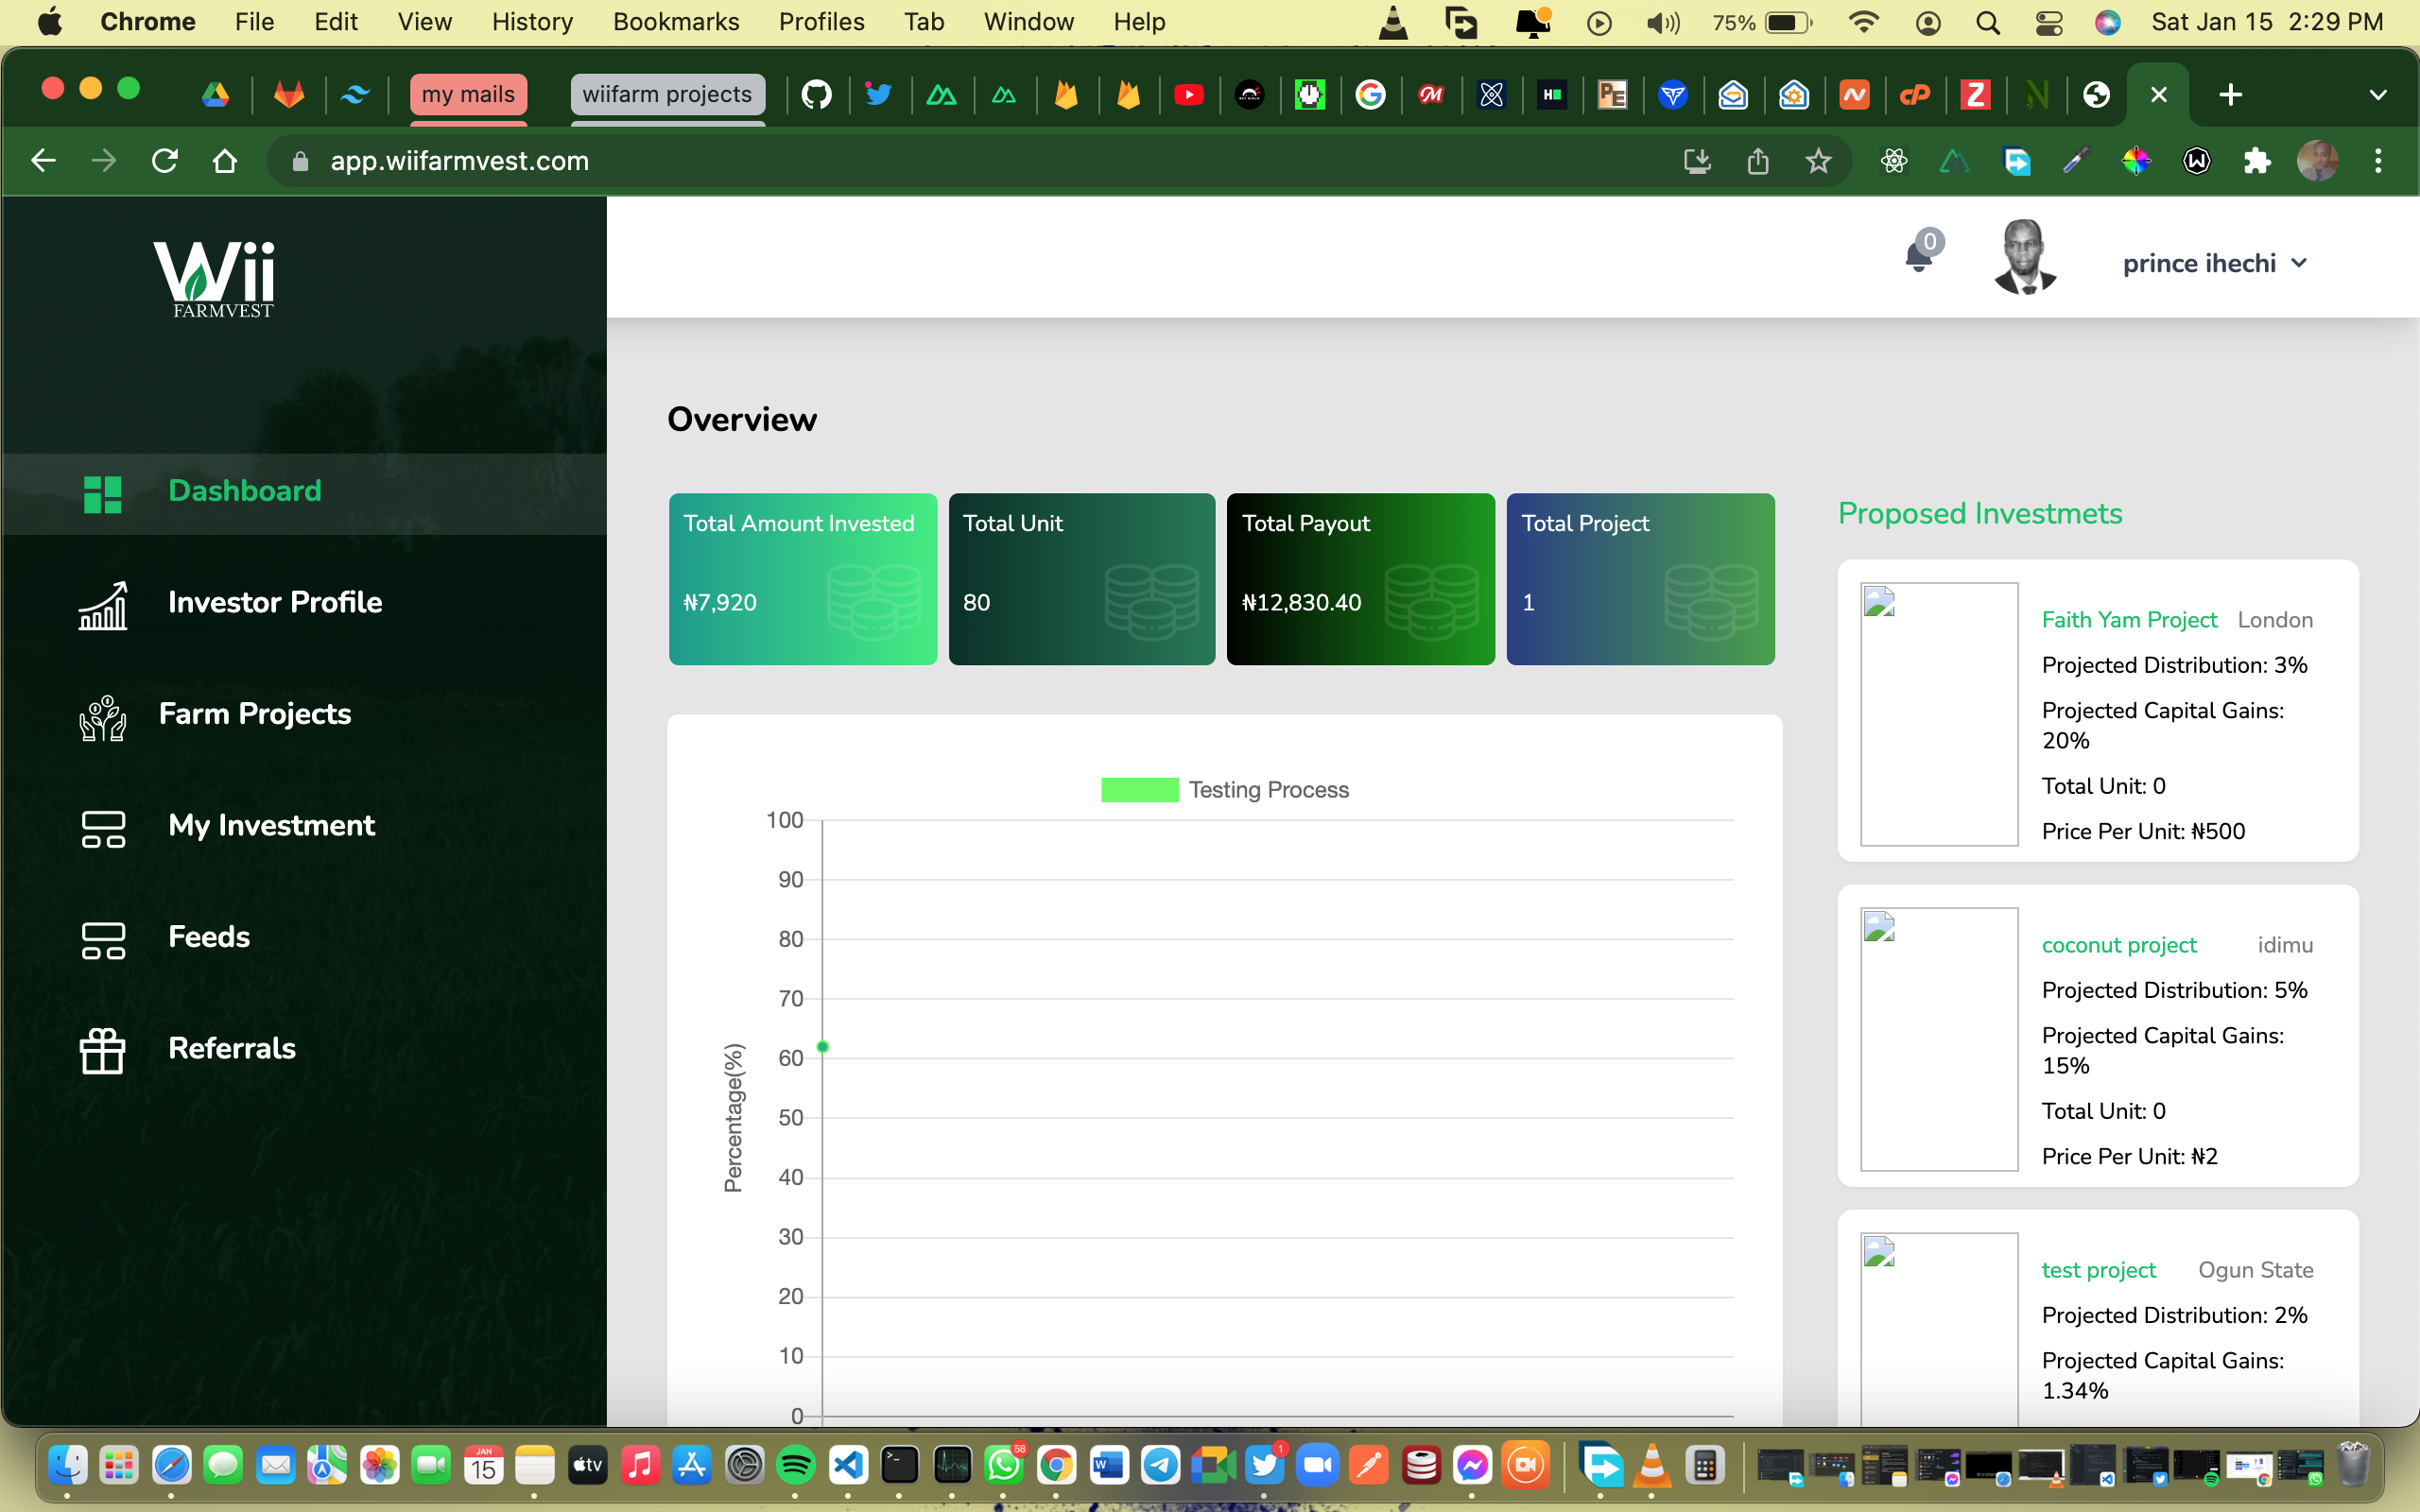 Chrome File Edit View History Bookmarks Profiles Tab Window Help 75% Sat Jan 15 2:29 PM
my mails wiifarm projects
app.wiifarmvest.com
Wii
FARMVEST
0
prince ihechi
Dashboard
Investor Profile
Farm Projects
My Investment
Feeds
Referrals
Overview
Total Amount Invested
₦7,920
Total Unit
80
Total Payout
₦12,830.40
Total Project
1
Testing Process
100
90
80
70
60
50
40
30
20
10
0
Percentage(%)
Proposed Investmets
Faith Yam Project London
Projected Distribution: 3%
Projected Capital Gains:
20%
Total Unit: 0
Price Per Unit: ₦500
coconut project idimu
Projected Distribution: 5%
Projected Capital Gains:
15%
Total Unit: 0
Price Per Unit: ₦2
test project Ogun State
Projected Distribution: 2%
Projected Capital Gains:
1.34%
JAN
15
tv
58
1